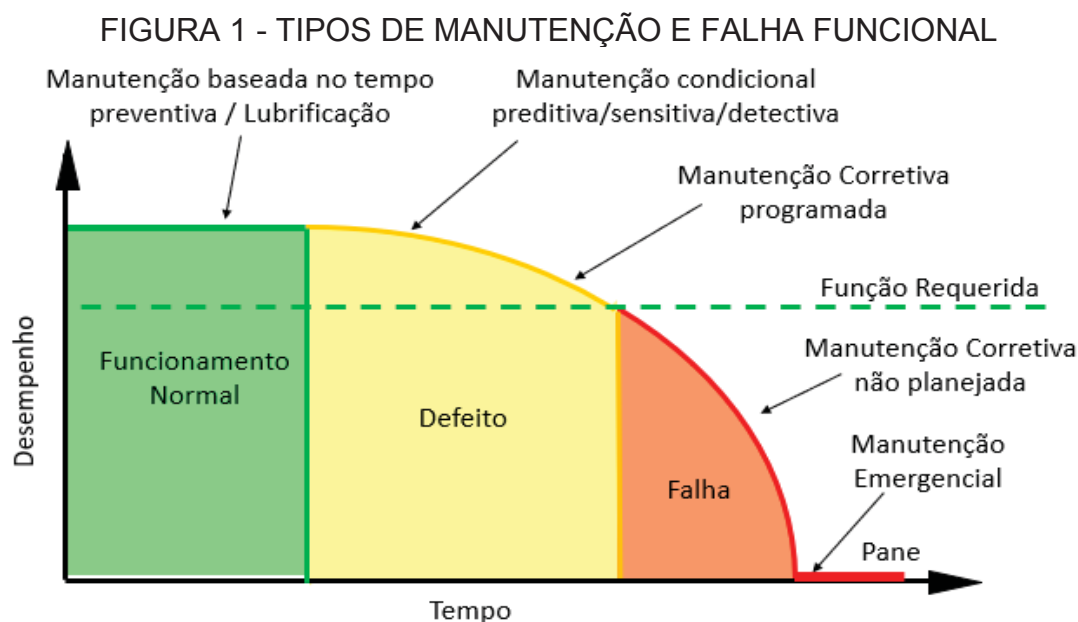 FIGURA 1 - TIPOS DE MANUTENÇÃO E FALHA FUNCIONAL
Manutenção baseada no tempo
preventiva / Lubrificação
Manutenção condicional
preditiva/sensitiva/detectiva
Manutenção Corretiva
programada
Função Requerida
Manutenção Corretiva
não planejada
Manutenção
Emergencial
Desempenho
Funcionamento
Normal
Defeito
Falha
Pane
Tempo